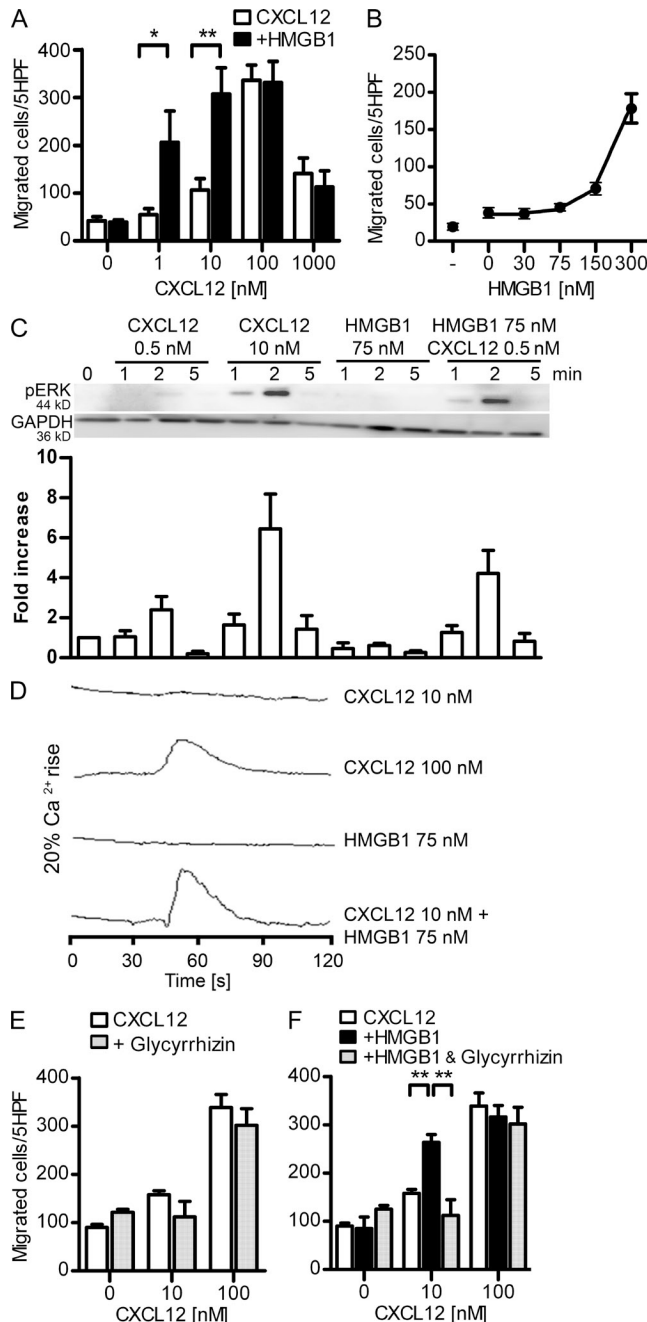 A
CXCL12
+HMGB1
*
**
400
300
200
100
0
Migrated cells/5HPF
0 1 10 100 1000
CXCL12 [nM]
B
250
200
150
100
50
0
Migrated cells/5HPF
- 0 30 75 150 300
HMGB1 [nM]
C
CXCL12 CXCL12 HMGB1 HMGB1 75 nM
0.5 nM 10 nM 75 nM CXCL12 0.5 nM
0 1 2 5 1 2 5 1 2 5 1 2 5 min
pERK
44 kD
GAPDH
36 kD
10
8
6
4
2
0
Fold increase
D
CXCL12 10 nM
CXCL12 100 nM
HMGB1 75 nM
CXCL12 10 nM +
HMGB1 75 nM
20% Ca 2+ rise
0 30 60 90 120
Time [s]
E
CXCL12
+ Glycyrrhizin
400
300
200
100
0
Migrated cells/5HPF
0 10 100
CXCL12 [nM]
F
CXCL12
+HMGB1
+HMGB1 & Glycyrrhizin
** **
400
300
200
100
0
0 10 100
CXCL12 [nM]